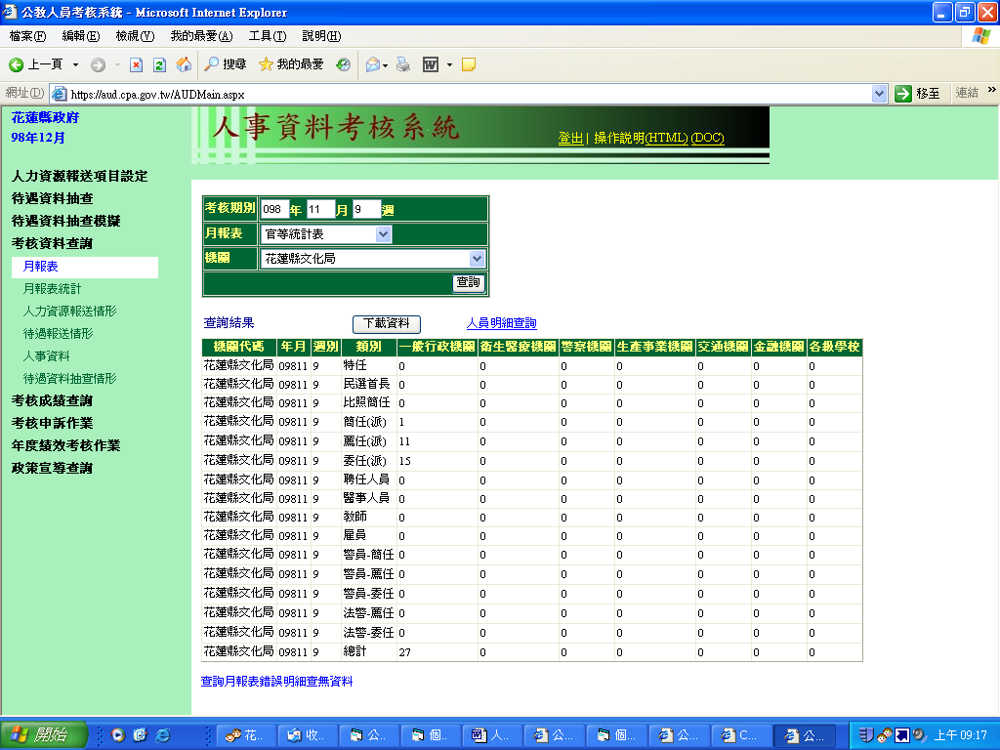 公教人員考核系統 - Microsoft Internet Explorer
檔案(F) 編輯(E) 檢視(V) 我的最愛(A) 工具(T) 說明(H)
上一頁 搜尋 我的最愛
網址(D) https://aud.cpa.gov.tw/AUDMain.aspx 移至 連結 »
花蓮縣政府
98年12月
人力資源報送項目設定
待遇資料抽查
待遇資料抽查模擬
考核資料查詢
月報表
月報表統計
人力資源報送情形
待遇報送情形
人事資料
待遇資料抽查情形
考核成績查詢
考核申訴作業
年度績效考核作業
政策宣導查詢
人事資料考核系統
登出 | 操作說明(HTML) (DOC)
考核期別 098 年 11 月 9 週
月報表 官等統計表
機關 花蓮縣文化局
查詢
查詢結果 下載資料 人員明細查詢
機關代碼 年月 週別 類別 一般行政機關 衛生醫療機關 警察機關 生產事業機關 交通機關 金融機關 各級學校
花蓮縣文化局 09811 9 特任 0 0 0 0 0 0 0
花蓮縣文化局 09811 9 民選首長 0 0 0 0 0 0 0
花蓮縣文化局 09811 9 比照簡任 0 0 0 0 0 0 0
花蓮縣文化局 09811 9 簡任(派) 1 0 0 0 0 0 0
花蓮縣文化局 09811 9 薦任(派) 11 0 0 0 0 0 0
花蓮縣文化局 09811 9 委任(派) 15 0 0 0 0 0 0
花蓮縣文化局 09811 9 聘任人員 0 0 0 0 0 0 0
花蓮縣文化局 09811 9 醫事人員 0 0 0 0 0 0 0
花蓮縣文化局 09811 9 教師 0 0 0 0 0 0 0
花蓮縣文化局 09811 9 雇員 0 0 0 0 0 0 0
花蓮縣文化局 09811 9 警員-簡任 0 0 0 0 0 0 0
花蓮縣文化局 09811 9 警員-薦任 0 0 0 0 0 0 0
花蓮縣文化局 09811 9 警員-委任 0 0 0 0 0 0 0
花蓮縣文化局 09811 9 法警-薦任 0 0 0 0 0 0 0
花蓮縣文化局 09811 9 法警-委任 0 0 0 0 0 0 0
花蓮縣文化局 09811 9 總計 27 0 0 0 0 0 0
查詢月報表錯誤明細查無資料
開始 花... 收... 公... 個... 人... 公... 個... 公... C... 公... 上午 09:17